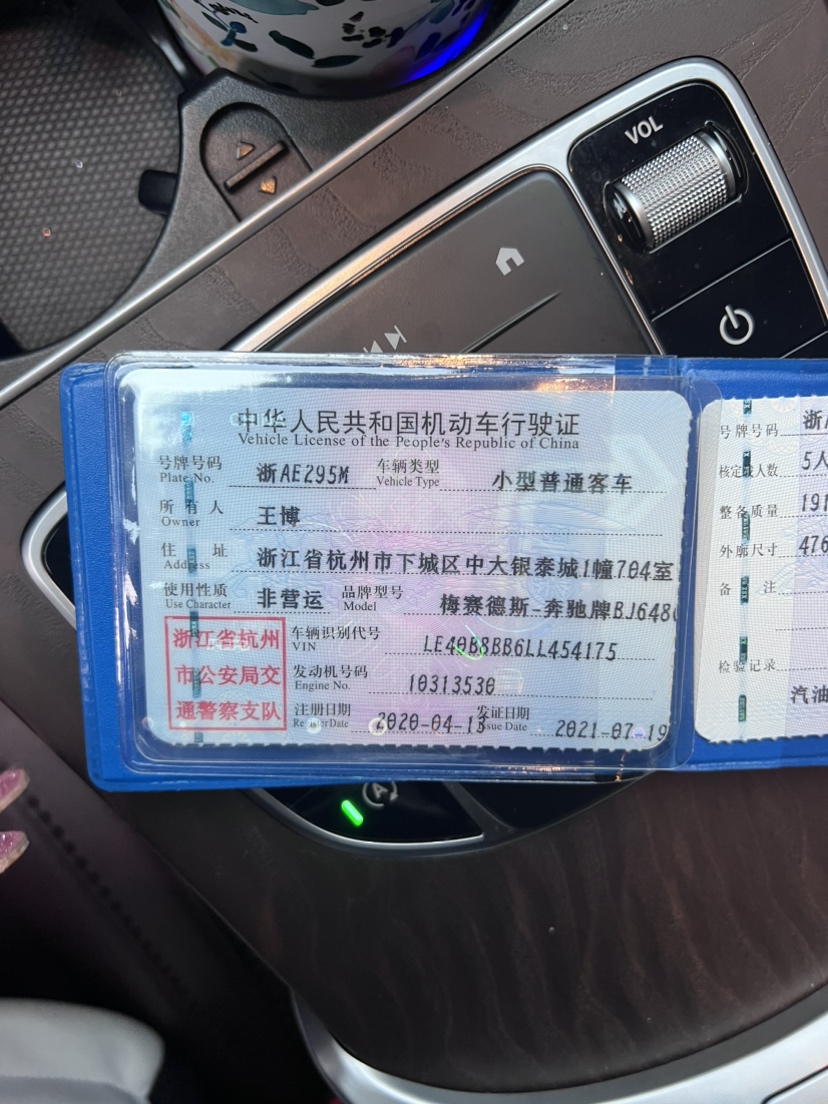 VOL
中华人民共和国机动车行驶证
Vehicle License of the People's Republic of China
号牌号码 浙AE295M 车辆类型 小型普通客车
Plate No. Vehicle Type
所有人 王博
Owner
住址 浙江省杭州市下城区中大银泰城1幢704室
Address
使用性质 非营运 品牌型号 梅赛德斯-奔驰牌BJ648
Use Character Model
浙江省杭州
市公安局交
通警察支队
车辆识别代号 LE40B8BB6LL454175
VIN
发动机号码 10313530
Engine No.
注册日期 2020-04-13 发证日期 2021-07-19
Register Date Issue Date
号牌号码 浙
核定载人数 5人
整备质量 191
外廓尺寸 476
备注
检验记录
汽油
A